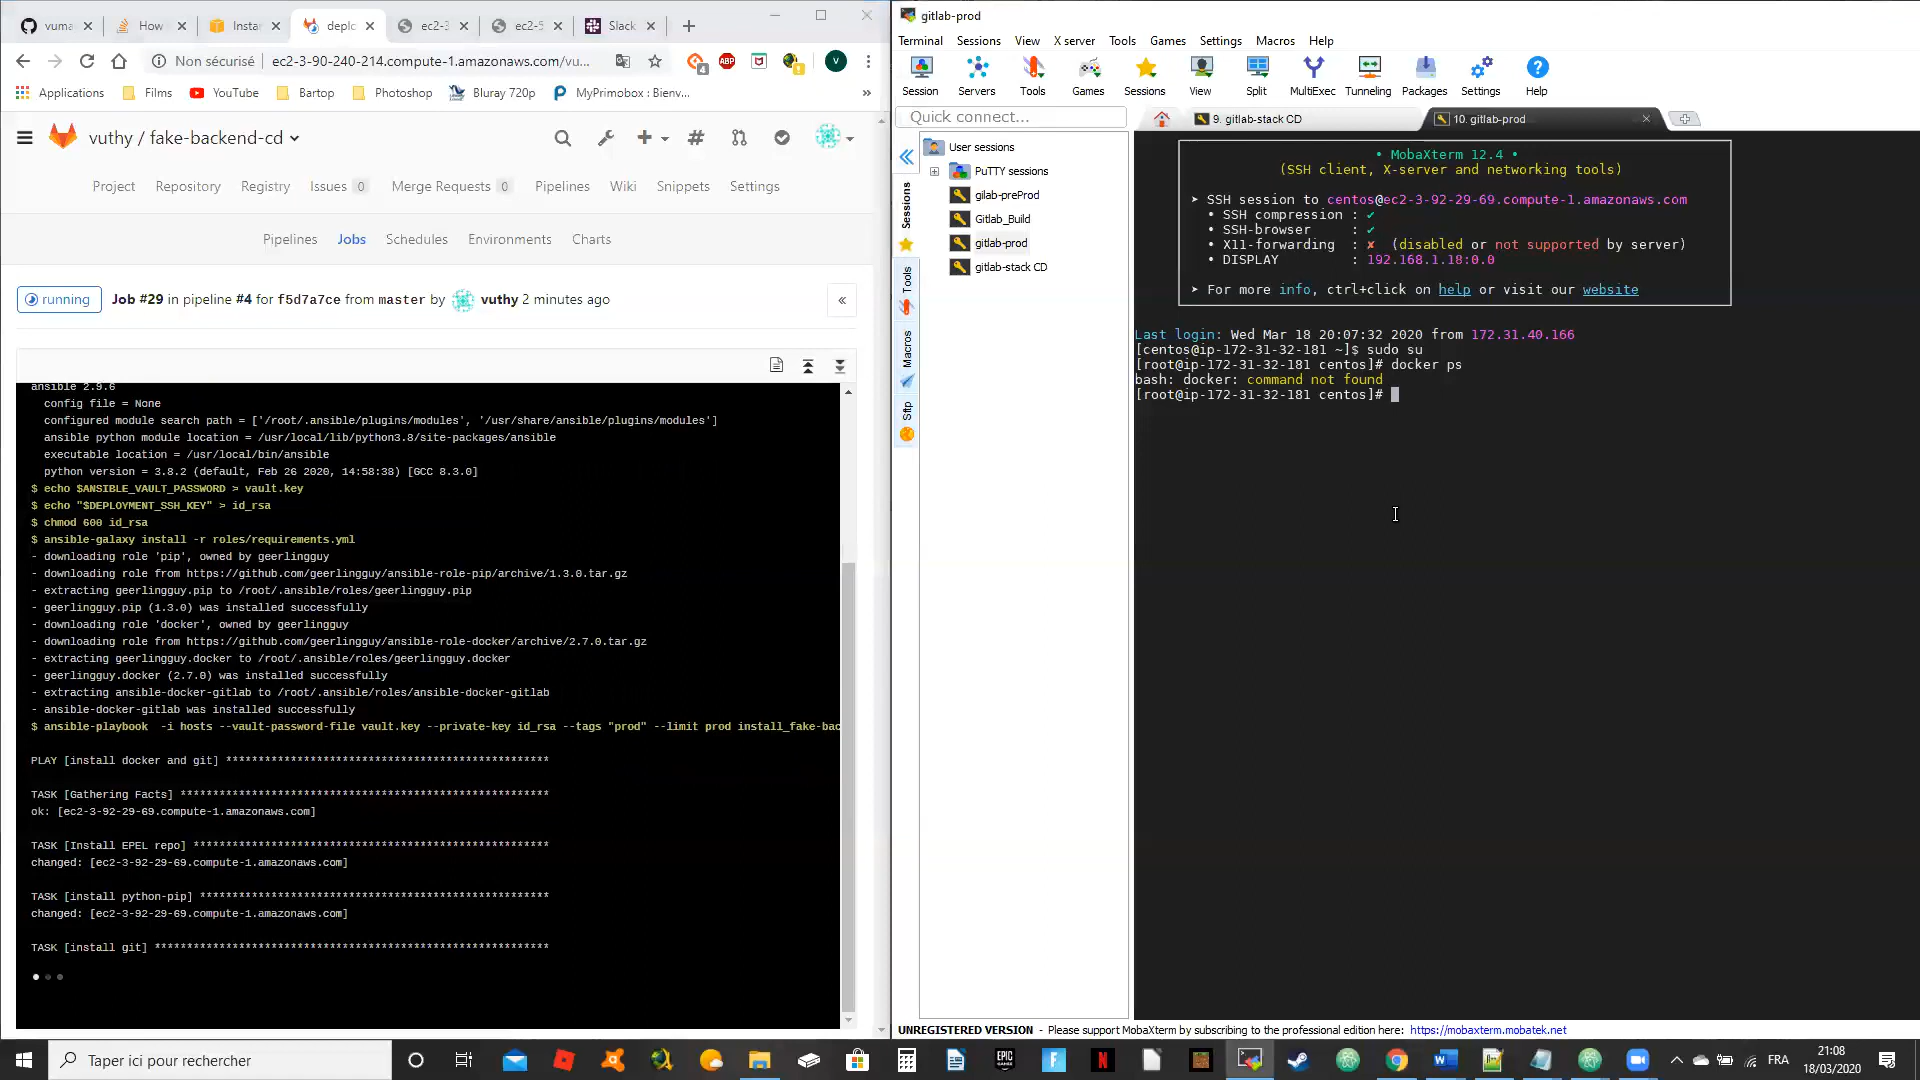 vuma
How
Instar
deplc
ec2-3
ec2-5
Slack
gitlab-prod
Terminal Sessions View X server Tools Games Settings Macros Help
Non sécurisé ec2-3-90-240-214.compute-1.amazonaws.com/vu...
4
ABP
V
Session Servers Tools Games Sessions View Split MultiExec Tunneling Packages Settings Help
Applications Films YouTube Bartop Photoshop Bluray 720p MyPrimobox : Bienv... »
Quick connect...
9. gitlab-stack CD
10. gitlab-prod
vuthy / fake-backend-cd
Project Repository Registry Issues 0 Merge Requests 0 Pipelines Wiki Snippets Settings
Pipelines Jobs Schedules Environments Charts
running Job #29 in pipeline #4 for f5d7a7ce from master by vuthy 2 minutes ago «
ansible 2.9.6
config file = None
configured module search path = ['/root/.ansible/plugins/modules', '/usr/share/ansible/plugins/modules']
ansible python module location = /usr/local/lib/python3.8/site-packages/ansible
executable location = /usr/local/bin/ansible
python version = 3.8.2 (default, Feb 26 2020, 14:58:38) [GCC 8.3.0]
$ echo $ANSIBLE_VAULT_PASSWORD > vault.key
$ echo "$DEPLOYMENT_SSH_KEY" > id_rsa
$ chmod 600 id_rsa
$ ansible-galaxy install -r roles/requirements.yml
- downloading role 'pip', owned by geerlingguy
- downloading role from https://github.com/geerlingguy/ansible-role-pip/archive/1.3.0.tar.gz
- extracting geerlingguy.pip to /root/.ansible/roles/geerlingguy.pip
- geerlingguy.pip (1.3.0) was installed successfully
- downloading role 'docker', owned by geerlingguy
- downloading role from https://github.com/geerlingguy/ansible-role-docker/archive/2.7.0.tar.gz
- extracting geerlingguy.docker to /root/.ansible/roles/geerlingguy.docker
- geerlingguy.docker (2.7.0) was installed successfully
- extracting ansible-docker-gitlab to /root/.ansible/roles/ansible-docker-gitlab
- ansible-docker-gitlab was installed successfully
$ ansible-playbook  -i hosts --vault-password-file vault.key --private-key id_rsa --tags "prod" --limit prod install_fake-bac
PLAY [install docker and git] **************************************************
TASK [Gathering Facts] *********************************************************
ok: [ec2-3-92-29-69.compute-1.amazonaws.com]
TASK [Install EPEL repo] *******************************************************
changed: [ec2-3-92-29-69.compute-1.amazonaws.com]
TASK [install python-pip] ******************************************************
changed: [ec2-3-92-29-69.compute-1.amazonaws.com]
TASK [install git] *************************************************************
Sessions
Tools
Macros
Sftp
User sessions
PuTTY sessions
gilab-preProd
Gitlab_Build
gitlab-prod
gitlab-stack CD
• MobaXterm 12.4 •
(SSH client, X-server and networking tools)
➤ SSH session to centos@ec2-3-92-29-69.compute-1.amazonaws.com
• SSH compression : ✔
• SSH-browser : ✔
• X11-forwarding : ✘ (disabled or not supported by server)
• DISPLAY : 192.168.1.18:0.0
➤ For more info, ctrl+click on help or visit our website
Last login: Wed Mar 18 20:07:32 2020 from 172.31.40.166
[centos@ip-172-31-32-181 ~]$ sudo su
[root@ip-172-31-32-181 centos]# docker ps
bash: docker: command not found
[root@ip-172-31-32-181 centos]#
UNREGISTERED VERSION - Please support MobaXterm by subscribing to the professional edition here: https://mobaxterm.mobatek.net
Taper ici pour rechercher
EPIC GAMES
FRA
21:08
18/03/2020